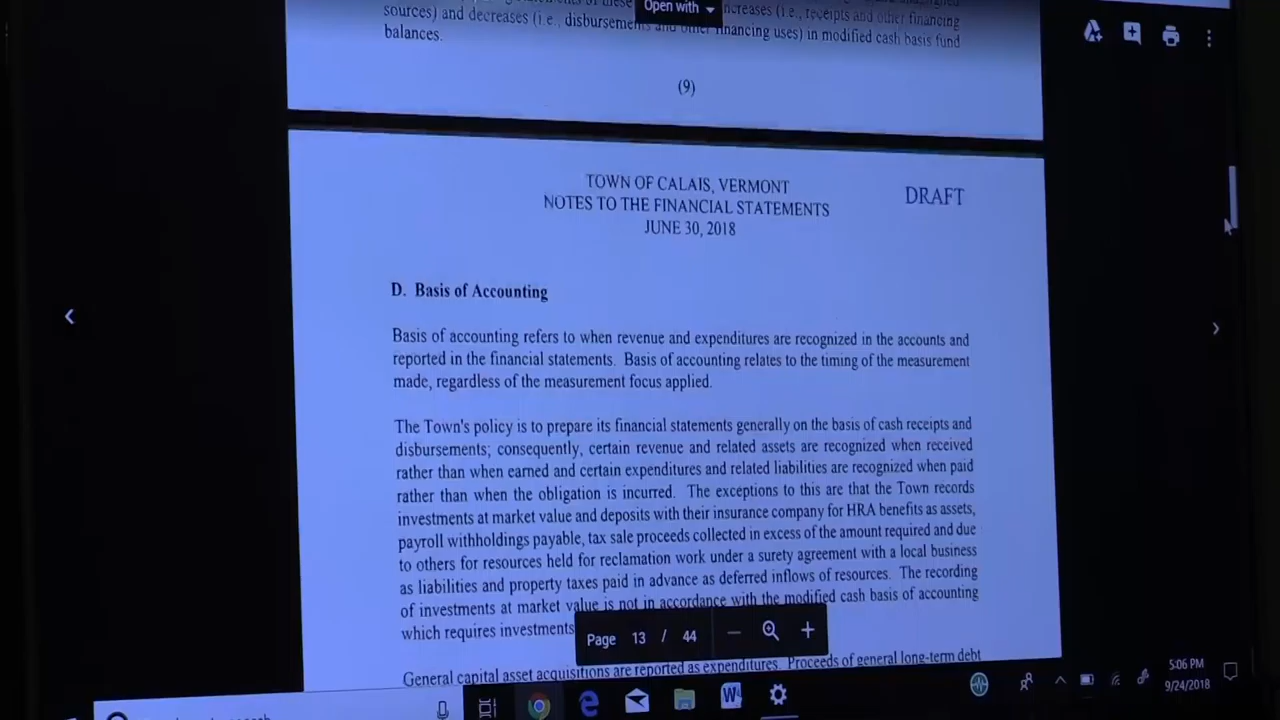 Open with
increases (i.e., receipts and other financing
sources) and decreases (i.e., disbursements and other financing uses) in modified cash basis fund
balances.
(9)
TOWN OF CALAIS, VERMONT
DRAFT
NOTES TO THE FINANCIAL STATEMENTS
JUNE 30, 2018
D. Basis of Accounting
Basis of accounting refers to when revenue and expenditures are recognized in the accounts and
reported in the financial statements. Basis of accounting relates to the timing of the measurement
made, regardless of the measurement focus applied.
The Town's policy is to prepare its financial statements generally on the basis of cash receipts and
disbursements; consequently, certain revenue and related assets are recognized when received
rather than when earned and certain expenditures and related liabilities are recognized when paid
rather than when the obligation is incurred. The exceptions to this are that the Town records
investments at market value and deposits with their insurance company for HRA benefits as assets,
payroll withholdings payable, tax sale proceeds collected in excess of the amount required and due
to others for resources held for reclamation work under a surety agreement with a local business
as liabilities and property taxes paid in advance as deferred inflows of resources. The recording
of investments at market value is not in accordance with the modified cash basis of accounting
which requires investments
Page 13 / 44
General capital asset acquisitions are reported as expenditures. Proceeds of general long-term debt
5:06 PM
9/24/2018